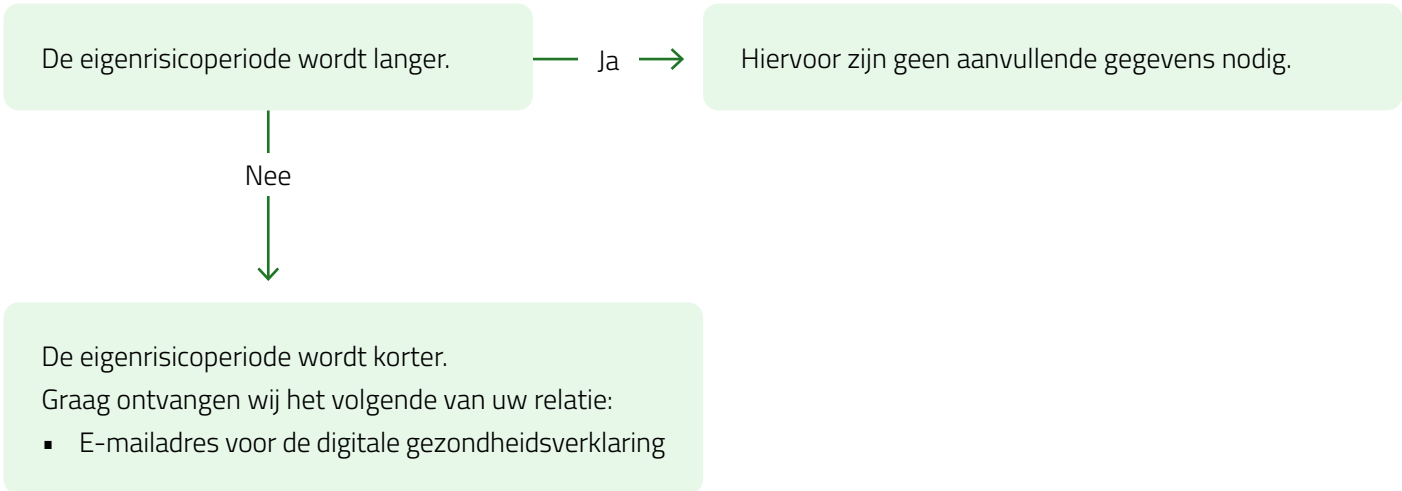 De eigenrisicoperiode wordt langer.
Ja
Hiervoor zijn geen aanvullende gegevens nodig.
Nee
De eigenrisicoperiode wordt korter.
Graag ontvangen wij het volgende van uw relatie:
▪ E-mailadres voor de digitale gezondheidsverklaring